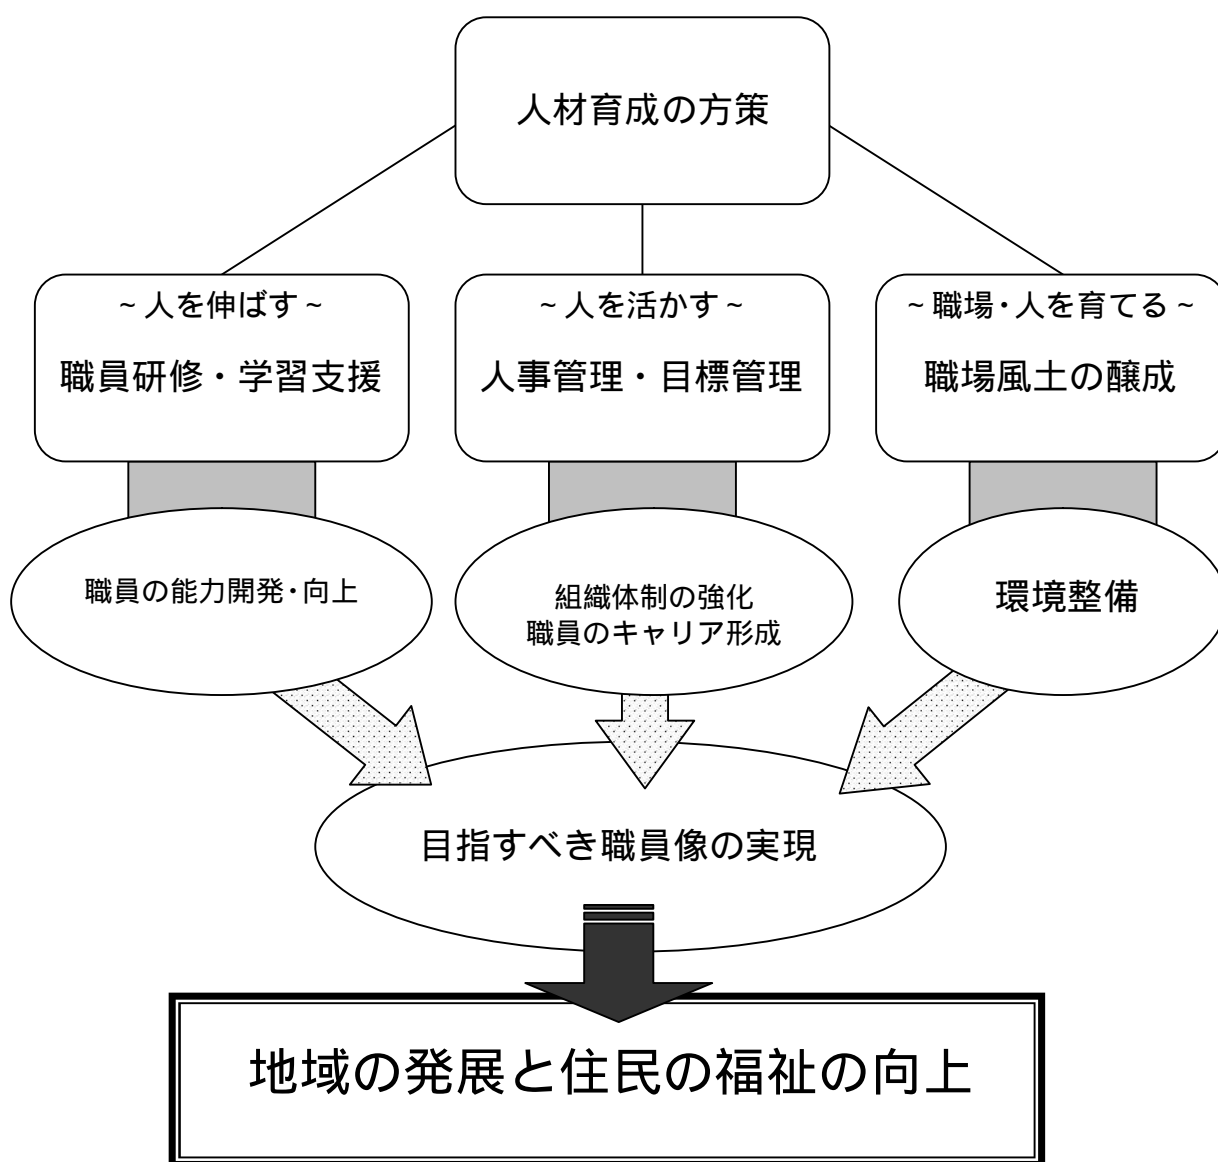 人材育成の方策
~人を伸ばす~
職員研修・学習支援
~人を活かす~
人事管理・目標管理
~職場・人を育てる~
職場風土の醸成
職員の能力開発・向上
組織体制の強化
職員のキャリア形成
環境整備
目指すべき職員像の実現
地域の発展と住民の福祉の向上